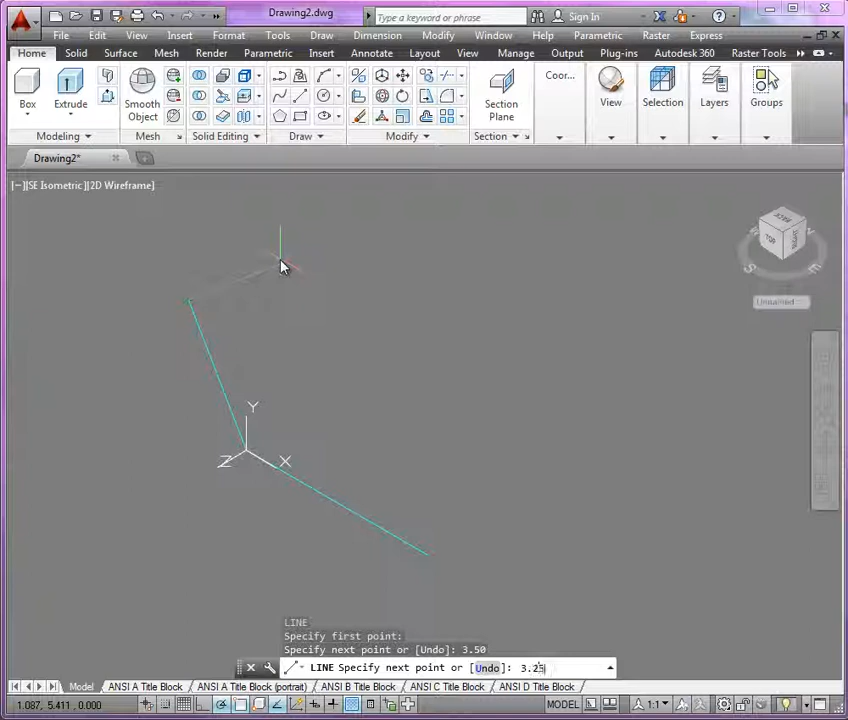 Drawing2.dwg
Type a keyword or phrase
Sign In
File Edit View Insert Format Tools Draw Dimension Modify Window Parametric Raster Express
Home Solid Surface Mesh Render Parametric Insert Annotate Layout View Manage Output Plug-ins Autodesk 360 Raster Tools
Box Extrude Smooth Object Section Plane Coor... View Selection Layers Groups
Modeling Mesh Solid Editing Draw Modify Section
Drawing2*
[−][SE Isometric][2D Wireframe]
BACK
TOP
N
S
E
Unnamed
Y
Z
X
LINE
Specify first point:
Specify next point or [Undo]: 3.50
LINE Specify next point or [Undo]: 3.25
Model ANSI A Title Block ANSI A Title Block (portrait) ANSI B Title Block ANSI C Title Block ANSI D Title Block
1.087, 5.411, 0.000
MODEL
1:1